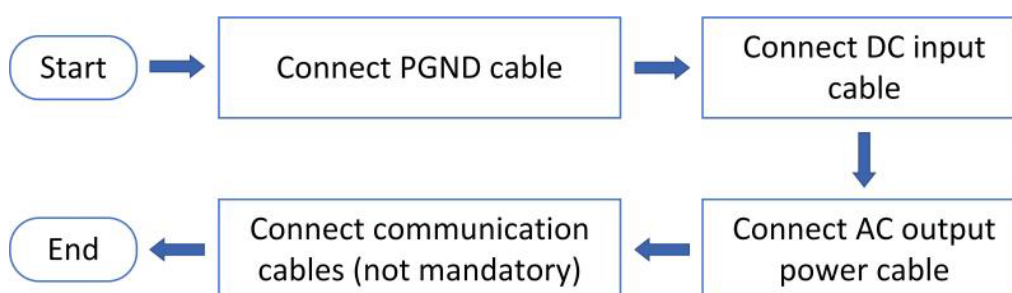 Start
Connect PGND cable
Connect DC input
cable
Connect AC output
power cable
Connect communication
cables (not mandatory)
End